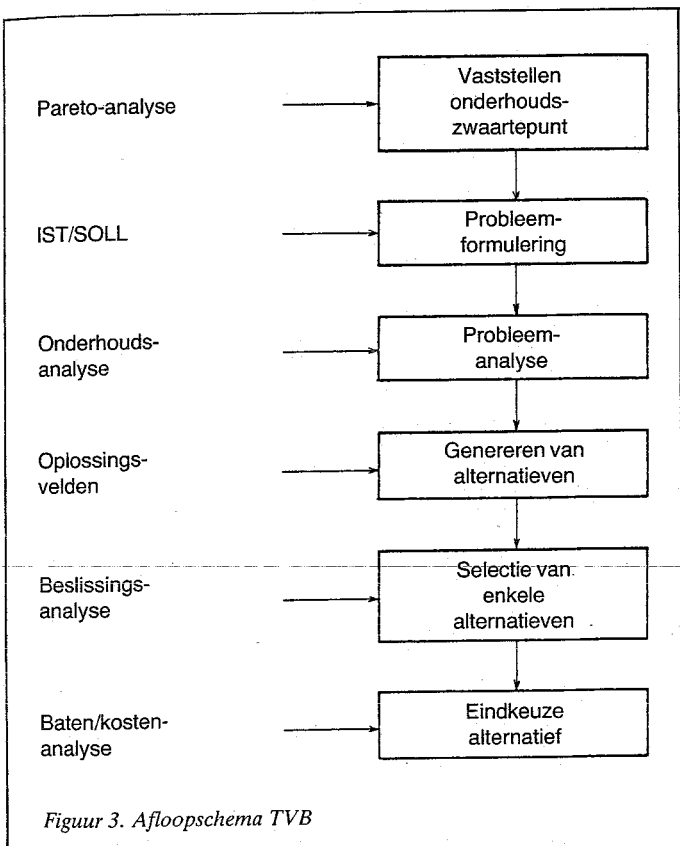 Pareto-analyse
Vaststellen
onderhouds-
zwaartepunt
IST/SOLL
Probleem-
formulering
Onderhouds-
analyse
Probleem-
analyse
Oplossings-
velden
Genereren van
alternatieven
Beslissings-
analyse
Selectie van
enkele
alternatieven
Baten/kosten-
analyse
Eindkeuze
alternatief
Figuur 3. Afloopschema TVB